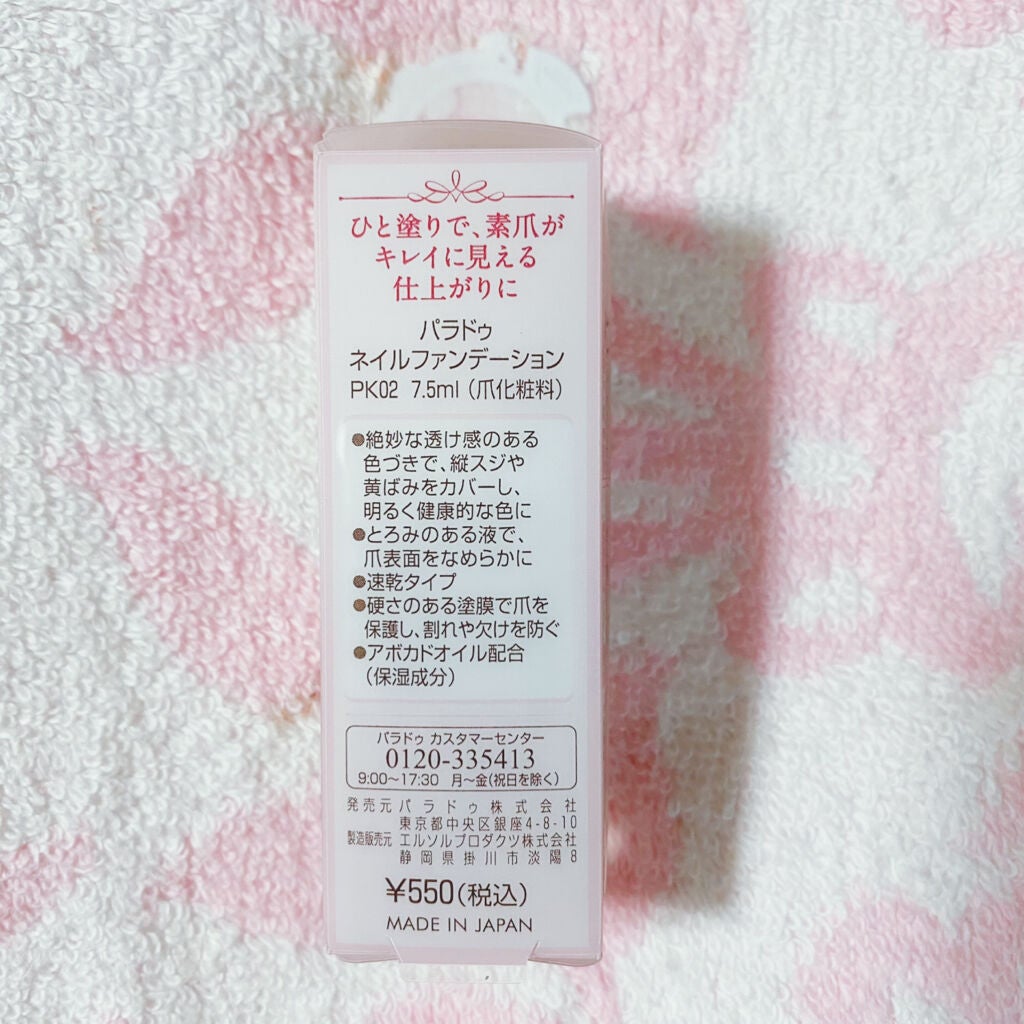 ひと塗りで、素爪が
キレイに見える
仕上がりに
パラドゥ
ネイルファンデーション
PK02 7.5ml（爪化粧料）
●絶妙な透け感のある
色づきで、縦スジや
黄ばみをカバーし、
明るく健康的な色に
●とろみのある液で、
爪表面をなめらかに
●速乾タイプ
●硬さのある塗膜で爪を
保護し、割れや欠けを防ぐ
●アボカドオイル配合
（保湿成分）
パラドゥ カスタマーセンター
0120-335413
9:00～17:30 月～金（祝日を除く）
発売元 パラドゥ株式会社
東京都中央区銀座4-8-10
製造販売元 エルソルプロダクツ株式会社
静岡県掛川市淡陽8
¥550（税込）
MADE IN JAPAN